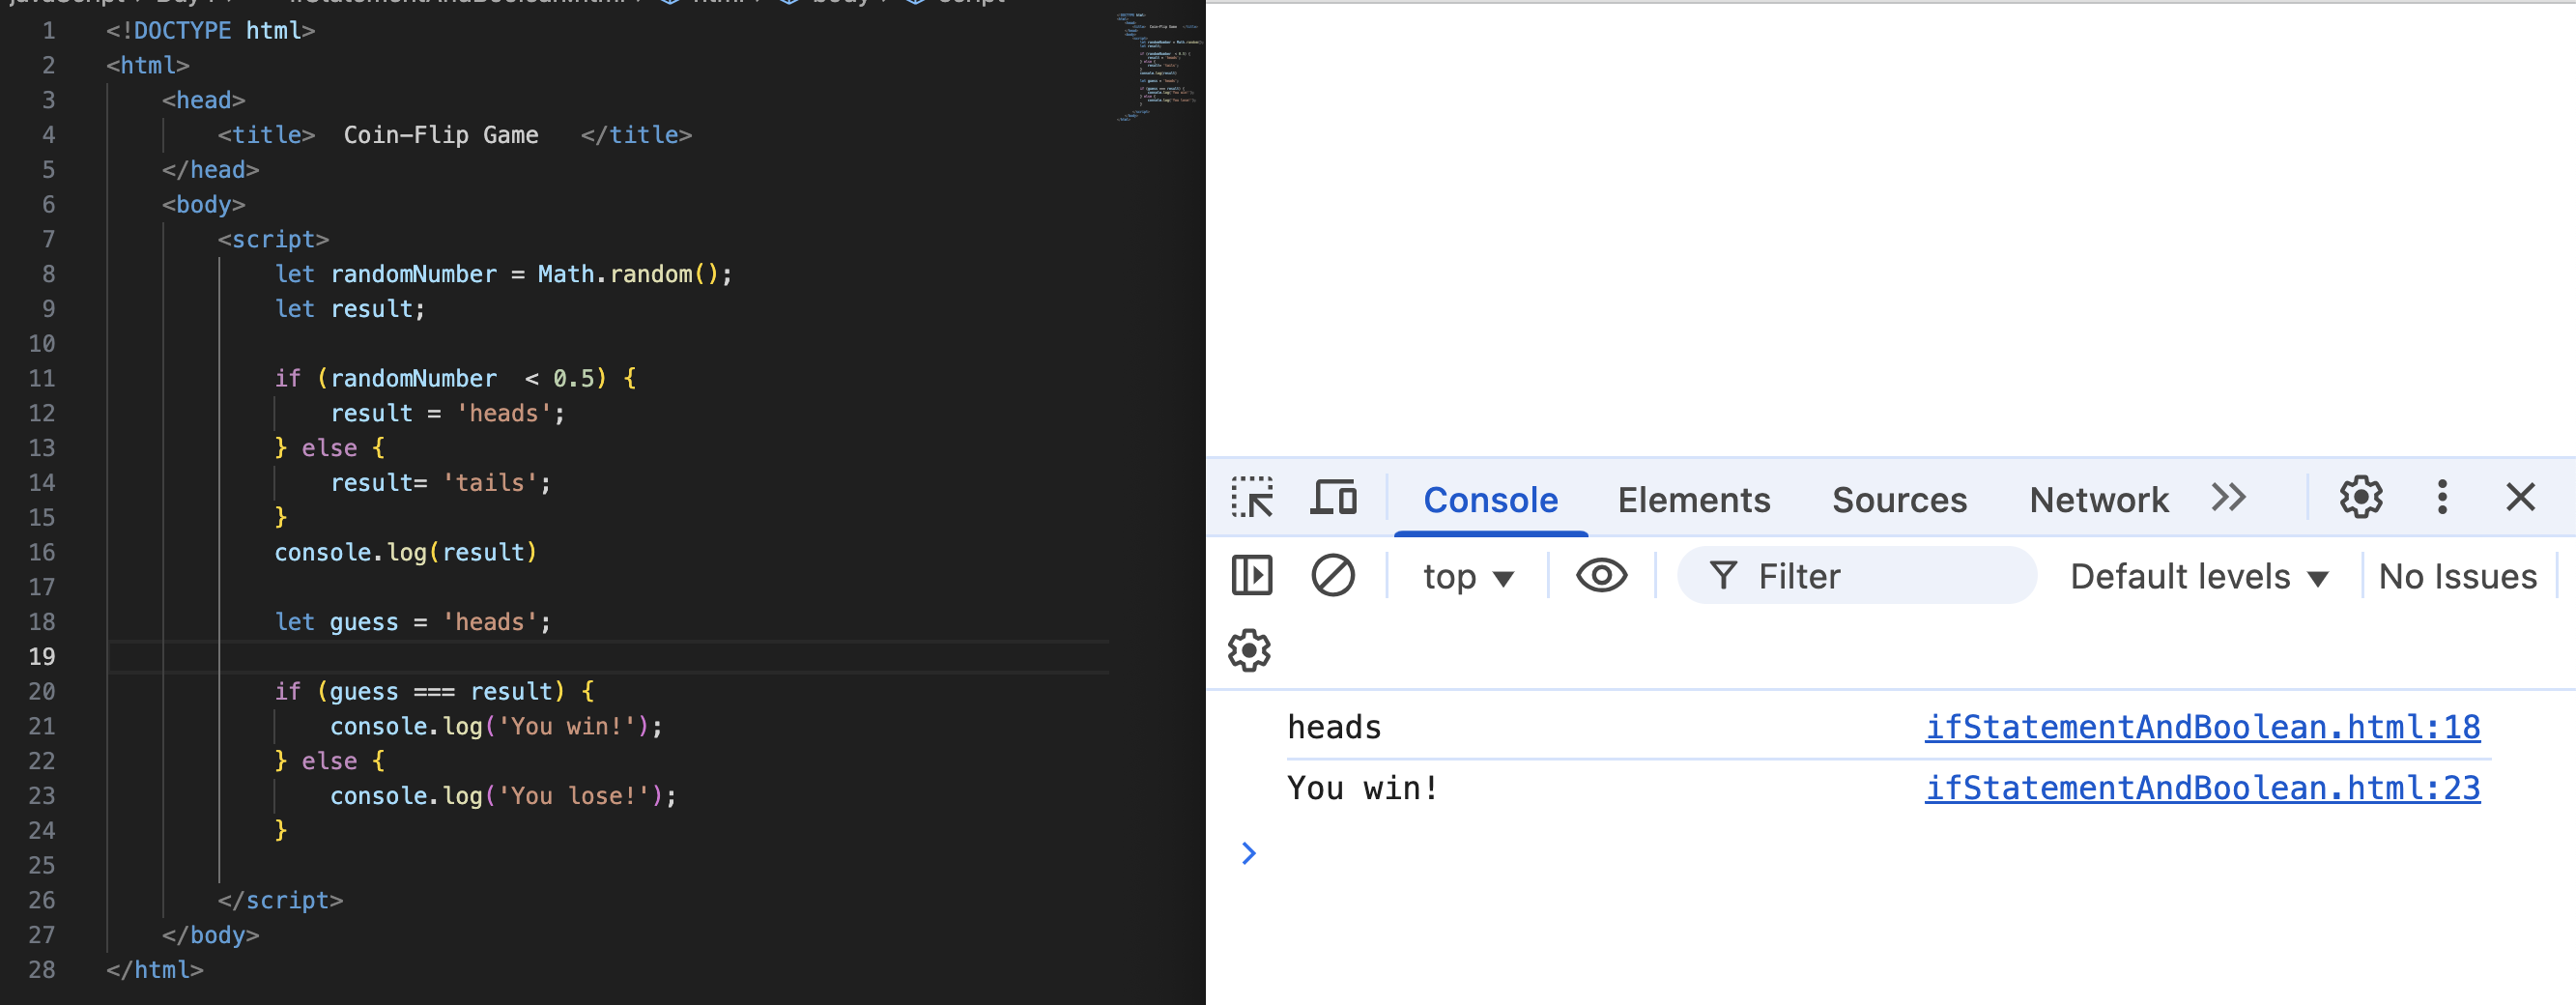 1 <!DOCTYPE html>
2 <html>
3 <head>
4 <title>  Coin-Flip Game   </title>
5 </head>
6 <body>
7 <script>
8 let randomNumber = Math.random();
9 let result;
10
11 if (randomNumber  < 0.5) {
12 result = 'heads';
13 } else {
14 result= 'tails';
15 }
16 console.log(result)
17
18 let guess = 'heads';
19
20 if (guess === result) {
21 console.log('You win!');
22 } else {
23 console.log('You lose!');
24 }
25
26 </script>
27 </body>
28 </html>
Console Elements Sources Network
top Filter Default levels No Issues
heads ifStatementAndBoolean.html:18
You win! ifStatementAndBoolean.html:23